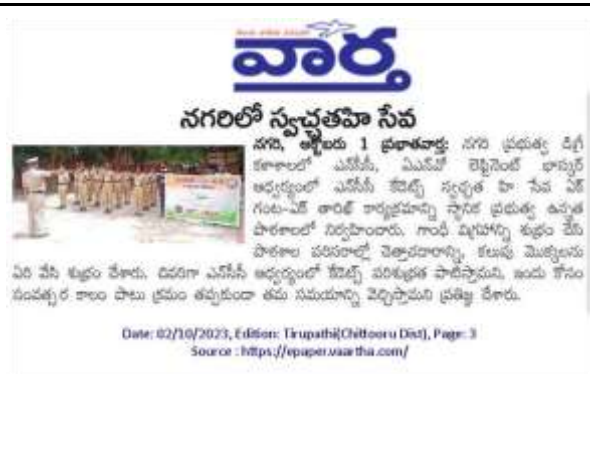 వార్త
నగరిలో స్వచ్ఛతహి సేవ
నగరి, అక్టోబరు 1 ప్రభాతవార్త: నగరి ప్రభుత్వ డిగ్రీ
కళాశాలలో ఎన్‌సిసి, ఏఎన్‌వో లెఫ్టినెంట్ భాస్కర్
ఆధ్వర్యంలో ఎన్‌సిసి కేడెట్స్ స్వచ్ఛత హి సేవ ఏక్
గంట-ఏక్ తారిఖ్ కార్యక్రమాన్ని స్థానిక ప్రభుత్వ ఉన్నత
పాఠశాలలో నిర్వహించారు. గాంధీ విగ్రహాన్ని శుభ్రం చేసి
పాఠశాల పరిసరాల్లో చెత్తాచెదారాన్ని, కలుపు మొక్కలను
ఏరి వేసి శుభ్రం చేశారు. చివరిగా ఎన్‌సిసి ఆధ్వర్యంలో కేడెట్స్ పరిశుభ్రత పాటిస్తామని, ఇందు కోసం
సంవత్సర కాలం పాటు క్రమం తప్పకుండా తమ సమయాన్ని వెచ్చిస్తామని ప్రతిజ్ఞ చేశారు.
Date: 02/10/2023, Edition: Tirupathi(Chittooru Dist), Page: 3
Source : https://epaper.vaartha.com/